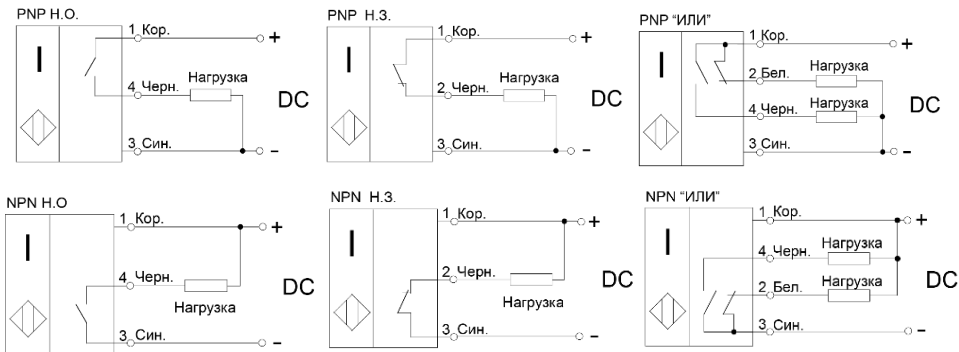 PNP Н.О.
1 Кор.
+
Нагрузка
4 Черн.
DC
3 Син.
-
PNP Н.З.
1 Кор.
+
Нагрузка
2 Черн.
DC
3 Син.
-
PNP “ИЛИ”
1 Кор.
+
Нагрузка
2 Бел.
Нагрузка
DC
4 Черн.
3 Син.
-
NPN Н.О
1 Кор.
+
4 Черн.
DC
Нагрузка
3 Син.
-
NPN Н.З.
1 Кор.
+
2 Черн.
DC
Нагрузка
3 Син.
-
NPN “ИЛИ”
1 Кор.
+
Нагрузка
4 Черн.
Нагрузка
DC
2 Бел.
3 Син.
-